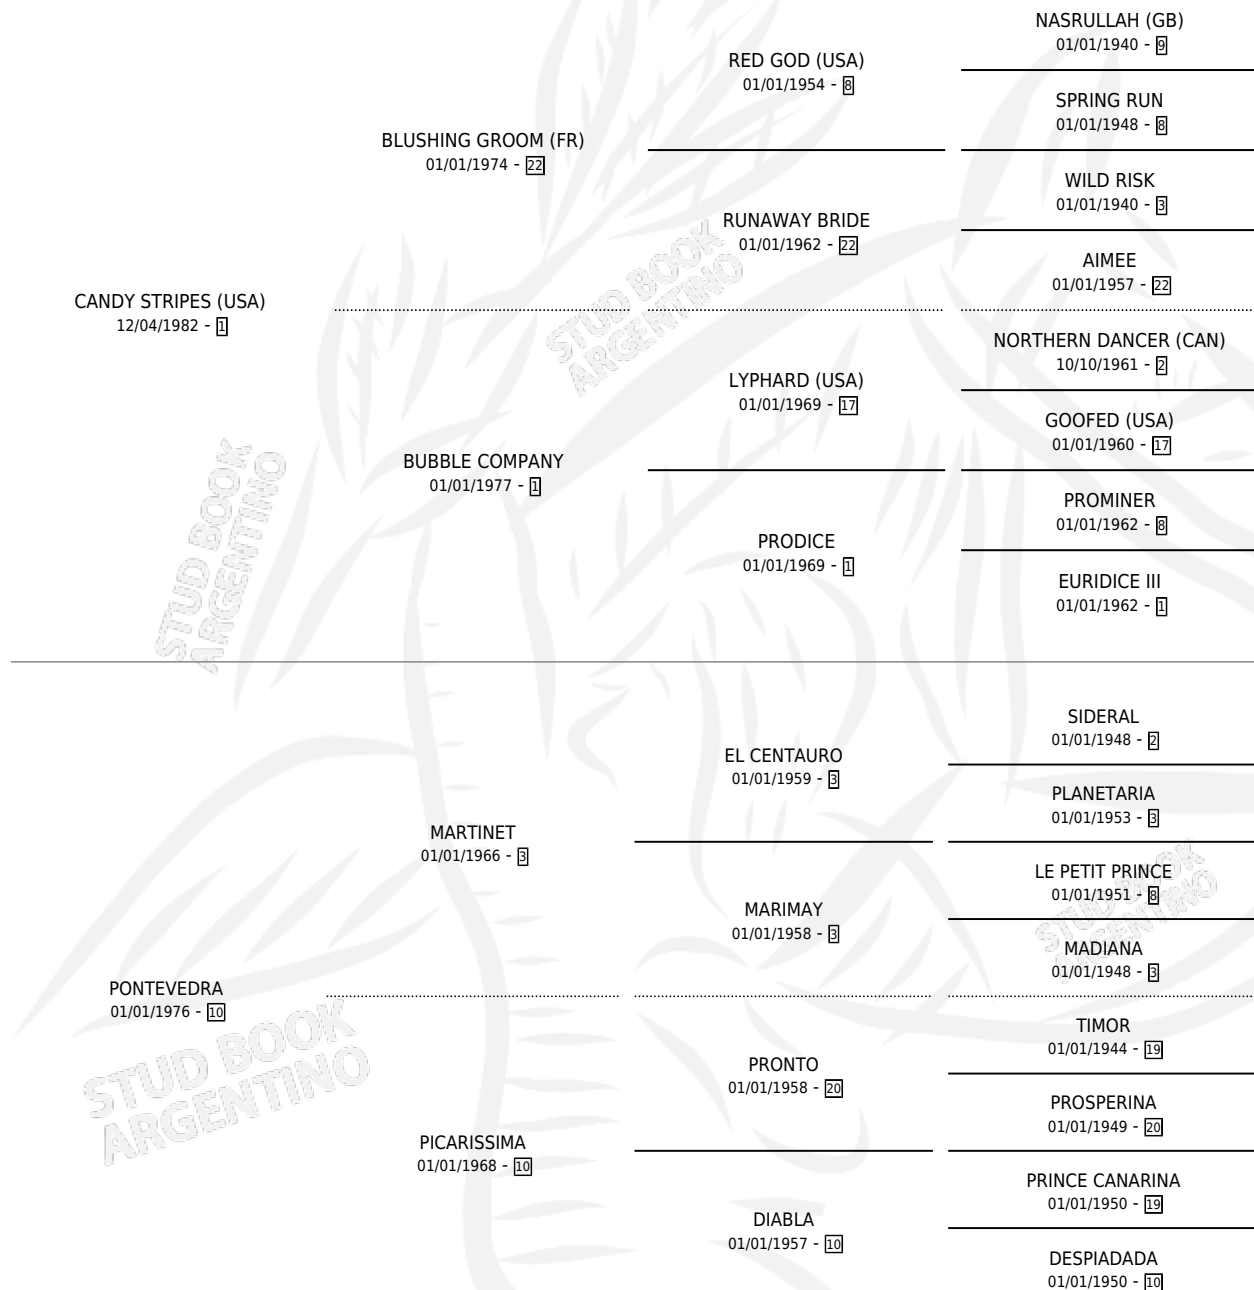 NASRULLAH (GB)
01/01/1940 - 9
RED GOD (USA)
01/01/1954 - 8
SPRING RUN
01/01/1948 - 8
BLUSHING GROOM (FR)
01/01/1974 - 22
WILD RISK
01/01/1940 - 3
RUNAWAY BRIDE
01/01/1962 - 22
AIMEE
01/01/1957 - 22
CANDY STRIPES (USA)
12/04/1982 - 1
NORTHERN DANCER (CAN)
10/10/1961 - 2
LYPHARD (USA)
01/01/1969 - 17
GOOFED (USA)
01/01/1960 - 17
BUBBLE COMPANY
01/01/1977 - 1
PROMINER
01/01/1962 - 8
PRODICE
01/01/1969 - 1
EURIDICE III
01/01/1962 - 1
SIDERAL
01/01/1948 - 2
EL CENTAURO
01/01/1959 - 3
PLANETARIA
01/01/1953 - 3
MARTINET
01/01/1966 - 3
LE PETIT PRINCE
01/01/1951 - 8
MARIMAY
01/01/1958 - 3
MADIANA
01/01/1948 - 3
PONTEVEDRA
01/01/1976 - 10
TIMOR
01/01/1944 - 19
PRONTO
01/01/1958 - 20
PROSPERINA
01/01/1949 - 20
PICARISSIMA
01/01/1968 - 10
PRINCE CANARINA
01/01/1950 - 19
DIABLA
01/01/1957 - 10
DESPIADADA
01/01/1950 - 10
STUD BOOK
ARGENTINO
STUD BOOK
ARGENTINO
STUD BOOK
ARGENTINO
STUD BOOK
ARGENTINO